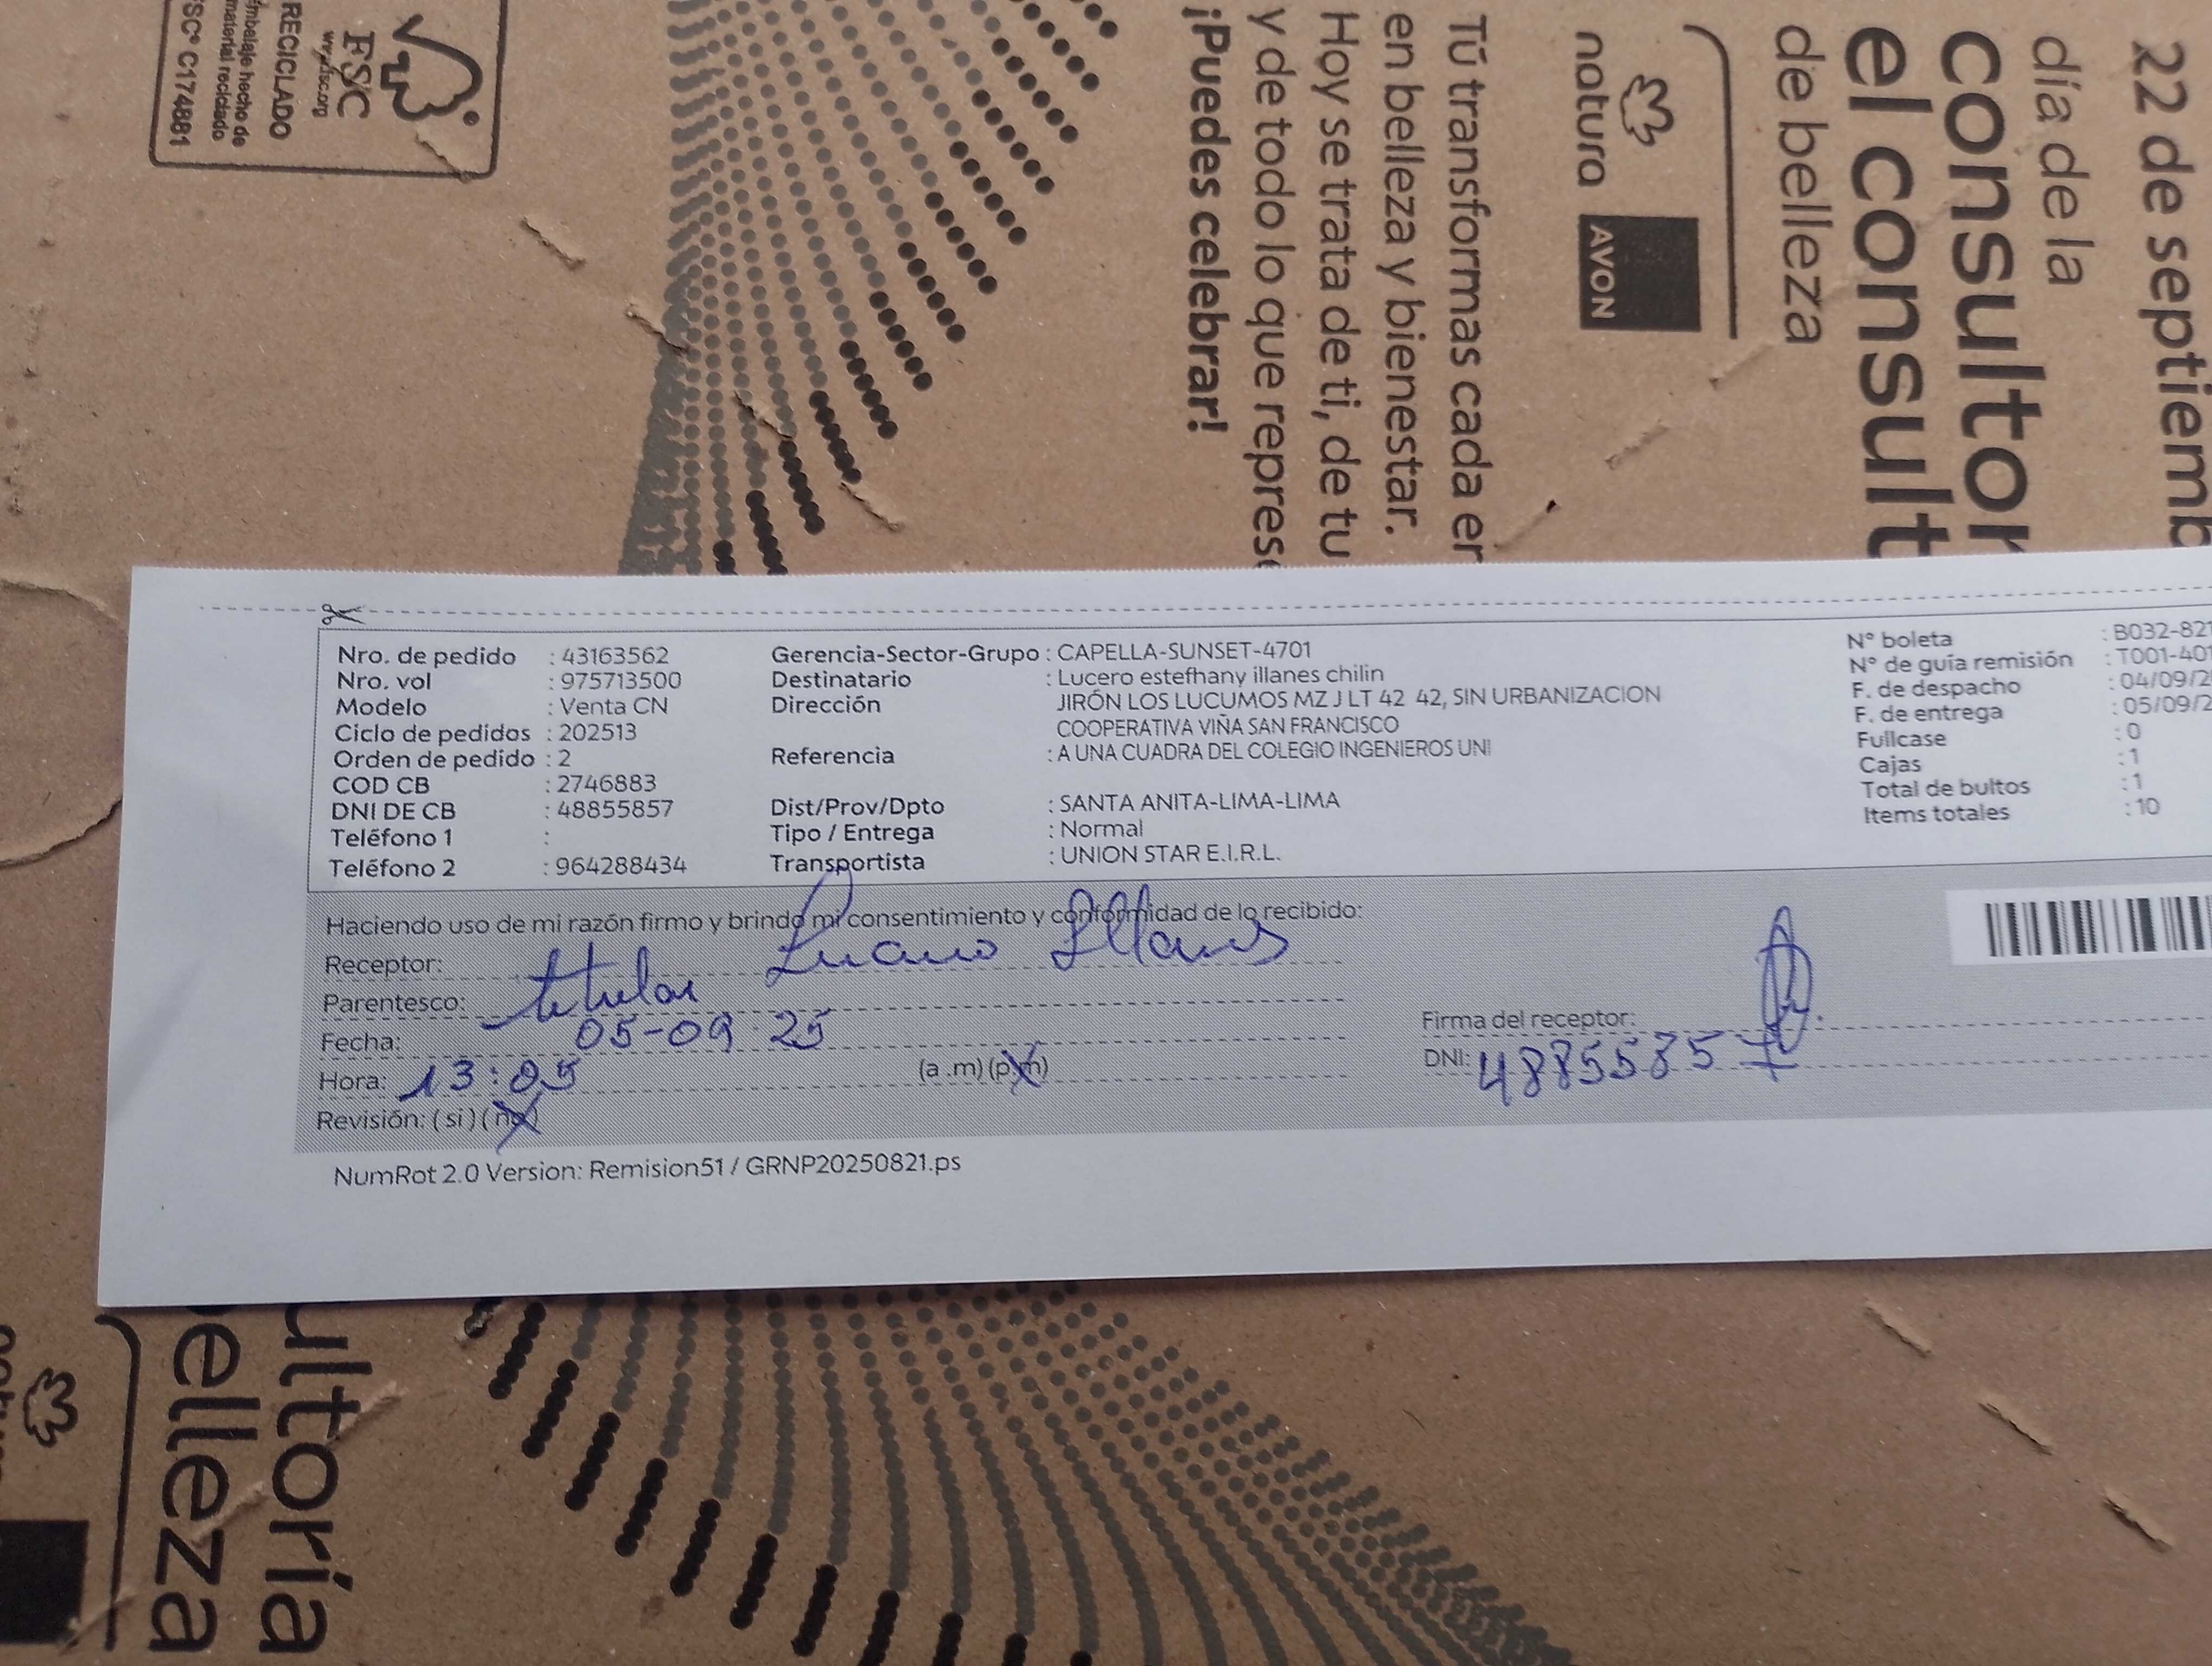 22 de septiemb
día de la
consultor
el consult
de belleza
natura
AVON
Tú transformas cada en
en belleza y bienestar.
Hoy se trata de ti, de tu
y de todo lo que represe
¡Puedes celebrar!
FSC
www.fsc.org
RECICLADO
Embalaje hecho de
material reciclado
FSC® C174881
Nro. de pedido : 43163562
Nro. vol : 975713500
Modelo : Venta CN
Ciclo de pedidos : 202513
Orden de pedido : 2
COD CB : 2746883
DNI DE CB : 48855857
Teléfono 1 :
Teléfono 2 : 964288434
Gerencia-Sector-Grupo : CAPELLA-SUNSET-4701
Destinatario : Lucero estefhany illanes chilin
Dirección JIRÓN LOS LUCUMOS MZ J LT 42 42, SIN URBANIZACION
COOPERATIVA VIÑA SAN FRANCISCO
Referencia : A UNA CUADRA DEL COLEGIO INGENIEROS UNI
Dist/Prov/Dpto : SANTA ANITA-LIMA-LIMA
Tipo / Entrega : Normal
Transportista : UNION STAR E.I.R.L.
N° boleta : B032-821
N° de guía remisión : T001-401
F. de despacho : 04/09/2
F. de entrega : 05/09/2
Fullcase : 0
Cajas : 1
Total de bultos : 1
Items totales : 10
Haciendo uso de mi razón firmo y brindo mi consentimiento y conformidad de lo recibido:
Receptor: Illanes
Parentesco: titular
Fecha: 05-09-25
Hora: 13:05 (a .m) (p.m)
Revisión: ( si ) ( no )
Firma del receptor:
DNI: 48855857
NumRot 2.0 Version: Remision51 / GRNP20250821.ps
ultoria
elleza